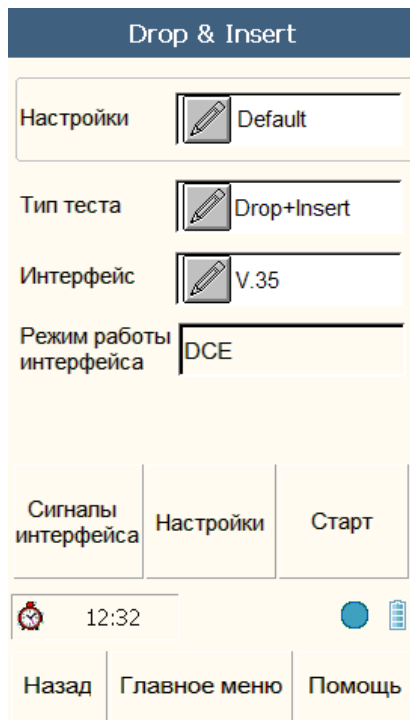 Drop & Insert
Настройки Default
Тип теста Drop+Insert
Интерфейс V.35
Режим работы
интерфейса DCE
Сигналы
интерфейса
Настройки
Старт
12:32
Назад Главное меню Помощь